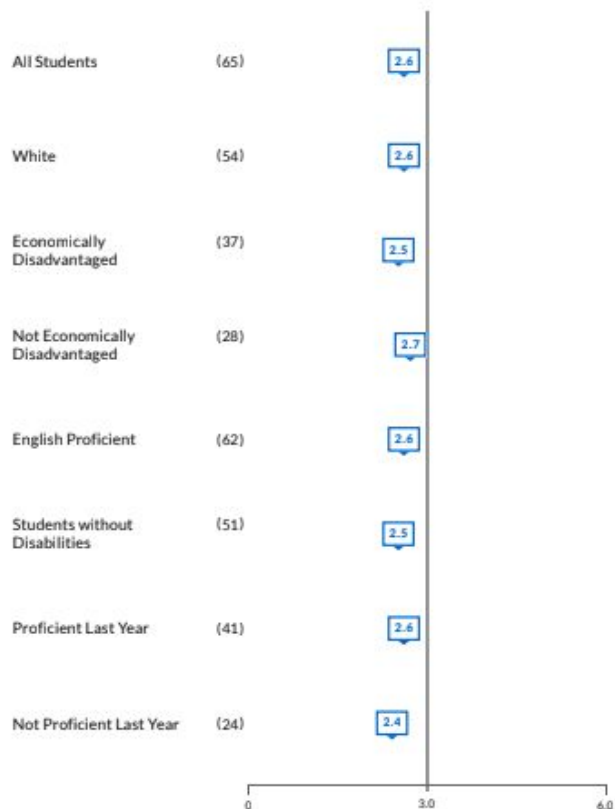 All Students (65) 2.6
White (54) 2.6
Economically (37)
Disadvantaged 2.5
Not Economically (28)
Disadvantaged 2.7
English Proficient (62) 2.6
Students without (51)
Disabilities 2.5
Proficient Last Year (41) 2.6
Not Proficient Last Year (24) 2.4
0 3.0 6.0